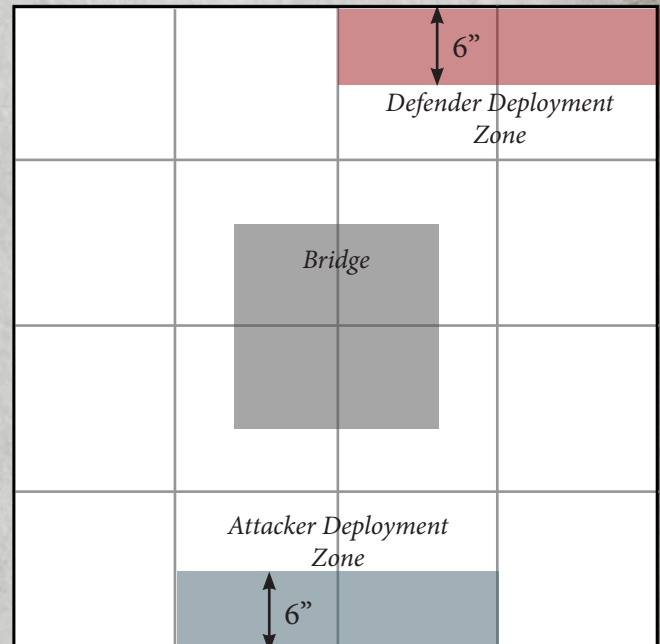 6”
Defender Deployment
Zone
Bridge
Attacker Deployment
Zone
6”